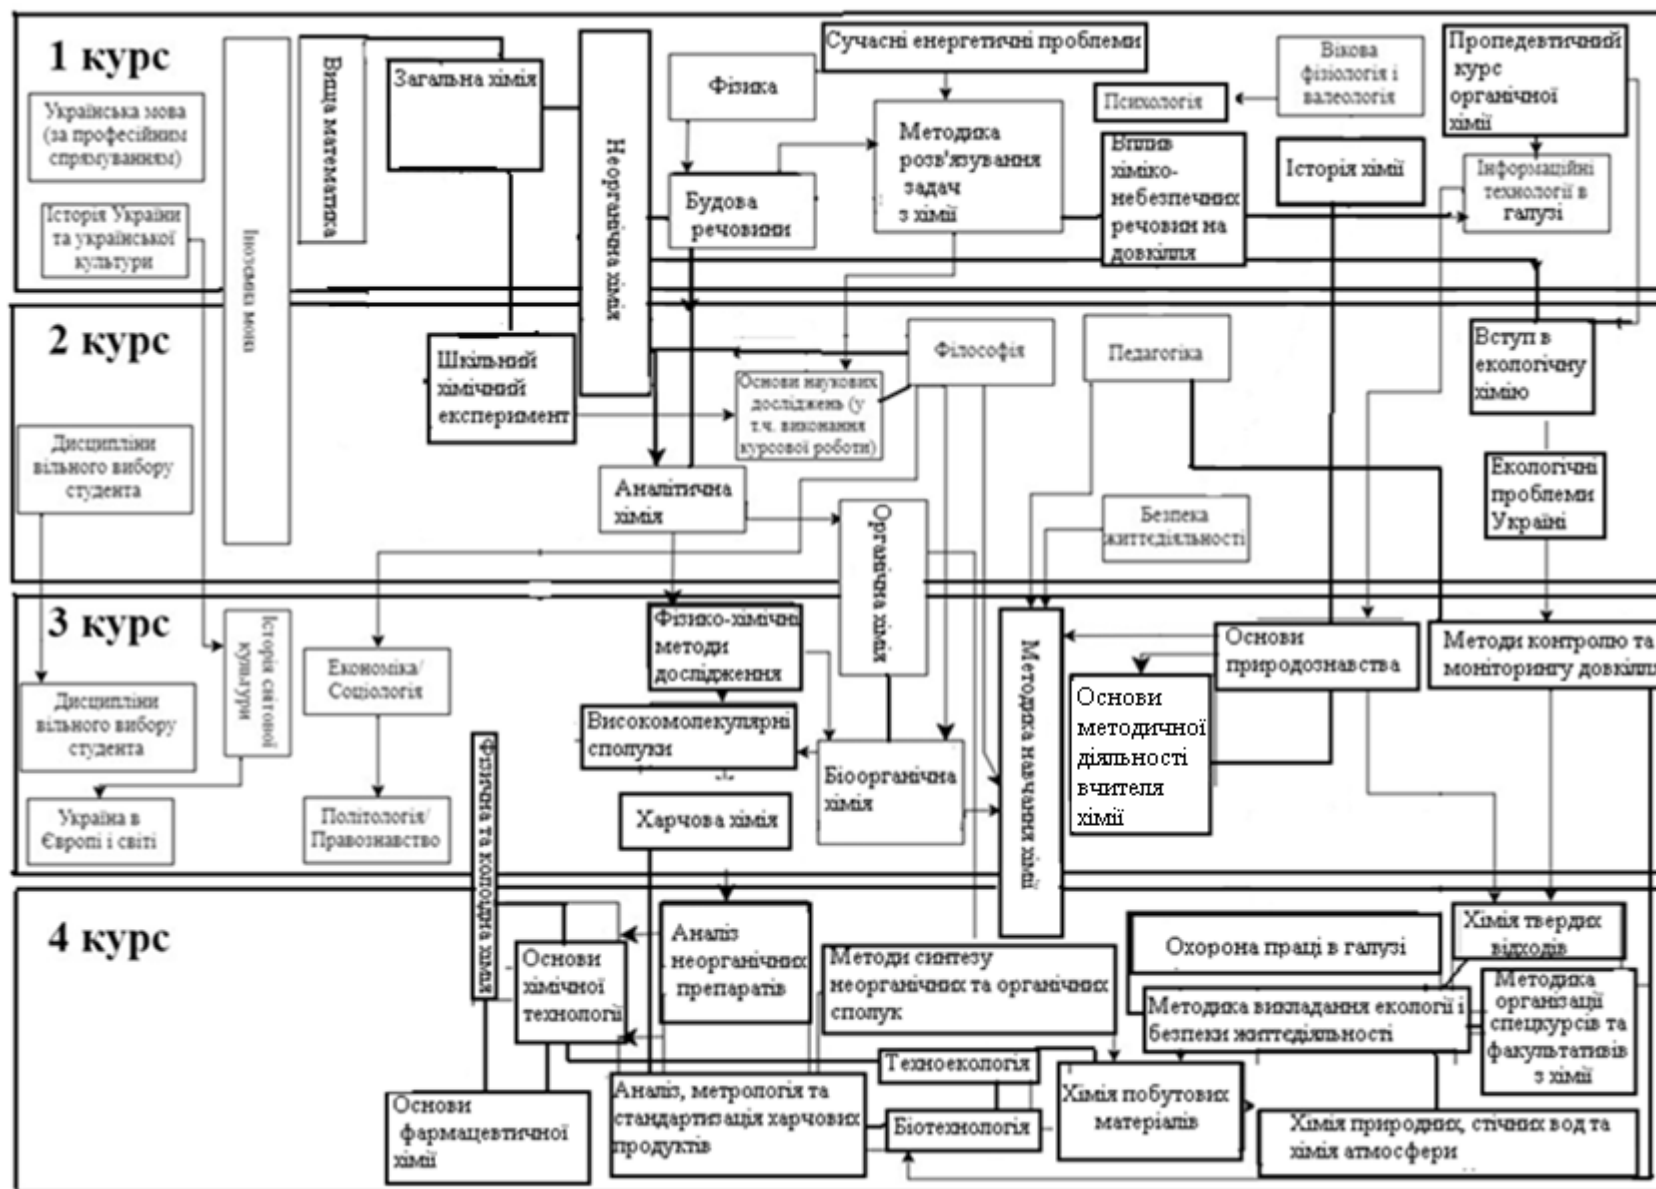 1 курс
Українська мова
(за професійним
спрямуванням)
Історія України
та української
культури
Іноземна мова
Вища математика
Загальна хімія
Неорганічна хімія
Фізика
Будова
речовини
Сучасні енергетичні проблеми
Методика
розв'язування
задач
з хімії
Психологія
Вплив
хіміко-
небезпечних
речовин на
довкілля
Вікова
фізіологія і
валеологія
Історія хімії
Пропедевтичний
курс
органічної
хімії
Інформаційні
технології в
галузі
2 курс
Дисципліни
вільного вибору
студента
Шкільний
хімічний
експеримент
Основи наукових
досліджень (у
т.ч. виконання
курсової роботи)
Філософія
Педагогіка
Вступ в
екологічну
хімію
Аналітична
хімія
Органічна хімія
Безпека
життєдіяльності
Екологічні
проблеми
Україні
3 курс
Дисципліни
вільного вибору
студента
Історія світової
культури
Україна в
Європі і світі
Економіка/
Соціологія
Політологія/
Правознавство
Фізична та колоїдна хімія
Фізико-хімічні
методи
дослідження
Високомолекулярні
сполуки
Харчова хімія
Біоорганічна
хімія
Методика навчання хімії
Основи
природознавства
Основи
методичної
діяльності
вчителя
хімії
Методи контролю та
моніторингу довкілля
4 курс
Основи
хімічної
технології
Аналіз
неорганічних
препаратів
Методи синтезу
неорганічних та органічних
сполук
Охорона праці в галузі
Хімія твердих
відходів
Методика викладання екології і
безпеки життєдіяльності
Методика
організації
спецкурсів та
факультативів
з хімії
Техноекологія
Основи
фармацевтичної
хімії
Аналіз, метрологія та
стандартизація харчових
продуктів
Біотехнологія
Хімія побутових
матеріалів
Хімія природних, стічних вод та
хімія атмосфери